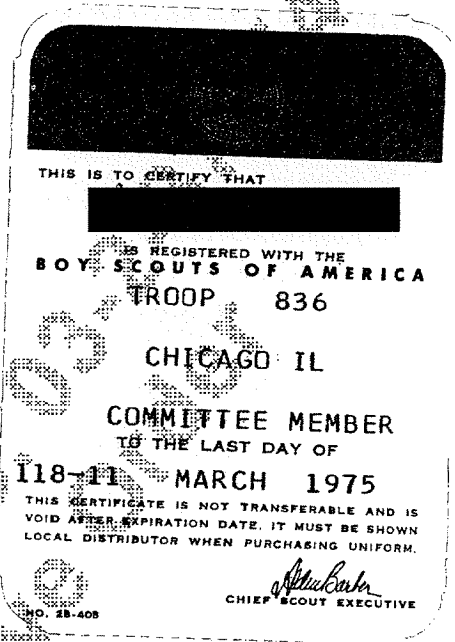 THIS IS TO CERTIFY THAT
IS REGISTERED WITH THE
BOY SCOUTS OF AMERICA
TROOP 836
CHICAGO IL
COMMITTEE MEMBER
TO THE LAST DAY OF
118-11 MARCH 1975
THIS CERTIFICATE IS NOT TRANSFERABLE AND IS
VOID AFTER EXPIRATION DATE. IT MUST BE SHOWN
LOCAL DISTRIBUTOR WHEN PURCHASING UNIFORM.
Alden Barber
CHIEF SCOUT EXECUTIVE
NO. 28-408